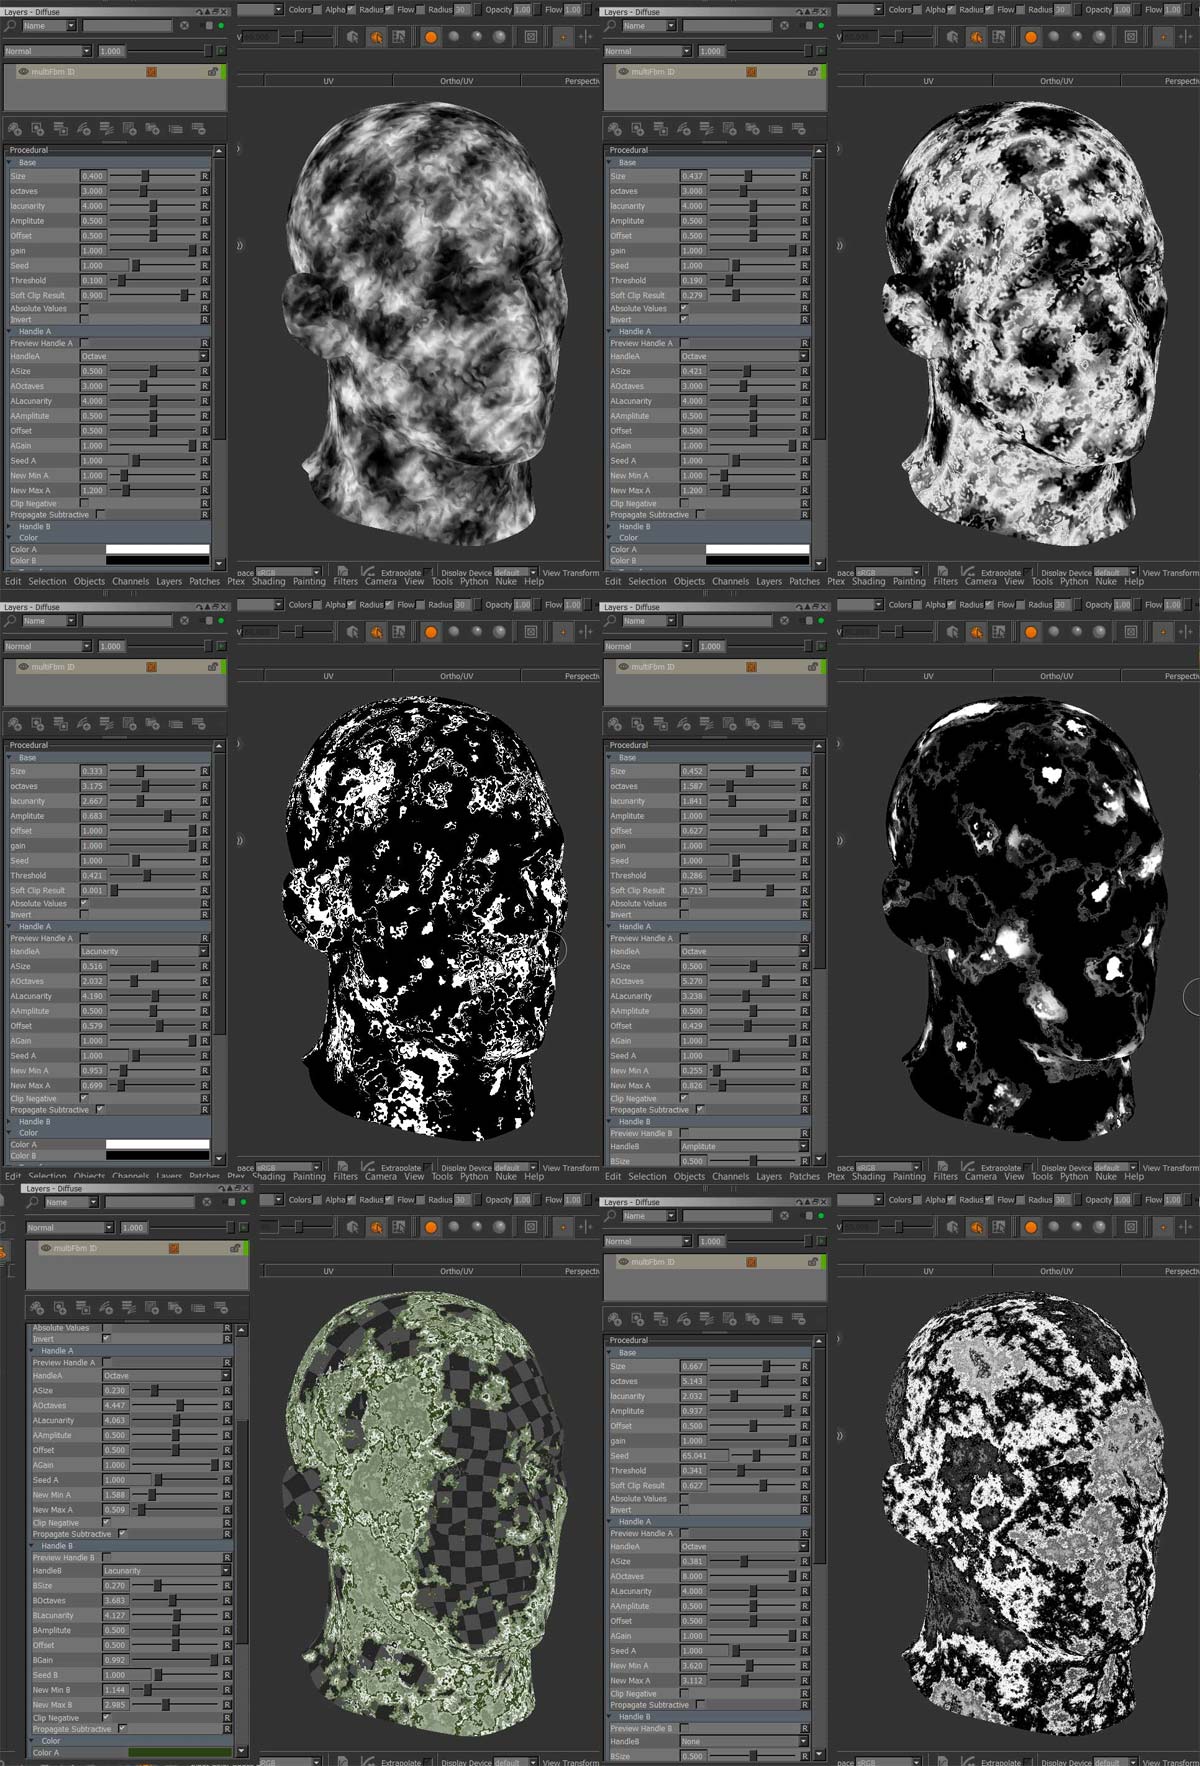 Layers - Diffuse
Name
Normal 1.000
multiFbm ID
Procedural
Base
Size 0.400 R
octaves 3.000 R
lacunarity 4.000 R
Amplitute 0.500 R
Offset 0.500 R
gain 1.000 R
Seed 1.000 R
Threshold 0.100 R
Soft Clip Result 0.900 R
Absolute Values R
Invert R
Handle A
Preview Handle A R
HandleA Octave
ASize 0.500 R
AOctaves 3.000 R
ALacunarity 4.000 R
AAmplitute 0.500 R
Offset 0.500 R
AGain 1.000 R
Seed A 1.000 R
New Min A 1.000 R
New Max A 1.200 R
Clip Negative R
Propagate Subtractive R
Handle B
Color
Color A
Color B
Colors Alpha Radius Flow Radius 30 Opacity 1.00 Flow 1.00
UV Ortho/UV Perspectiv
pace sRGB Extrapolate Display Device default View Transform
Edit Selection Objects Channels Layers Patches Ptex Shading Painting Filters Camera View Tools Python Nuke Help
Layers - Diffuse
Name
Normal 1.000
multiFbm ID
Procedural
Base
Size 0.437 R
octaves 3.000 R
lacunarity 4.000 R
Amplitute 0.500 R
Offset 0.500 R
gain 1.000 R
Seed 1.000 R
Threshold 0.190 R
Soft Clip Result 0.279 R
Absolute Values R
Invert R
Handle A
Preview Handle A R
HandleA Octave
ASize 0.421 R
AOctaves 3.000 R
ALacunarity 4.000 R
AAmplitute 0.500 R
Offset 0.500 R
AGain 1.000 R
Seed A 1.000 R
New Min A 1.000 R
New Max A 1.200 R
Clip Negative R
Propagate Subtractive R
Handle B
Color
Color A
Color B
Colors Alpha Radius Flow Radius 30 Opacity 1.00 Flow 1.00
UV Ortho/UV Perspectiv
pace sRGB Extrapolate Display Device default View Transform
Edit Selection Objects Channels Layers Patches Ptex Shading Painting Filters Camera View Tools Python Nuke Help
Layers - Diffuse
Name
Normal 1.000
multiFbm ID
Procedural
Base
Size 0.333 R
octaves 3.175 R
lacunarity 2.667 R
Amplitute 0.683 R
Offset 1.000 R
gain 1.000 R
Seed 1.000 R
Threshold 0.421 R
Soft Clip Result 0.001 R
Absolute Values R
Invert R
Handle A
Preview Handle A R
HandleA Lacunarity
ASize 0.516 R
AOctaves 2.032 R
ALacunarity 4.190 R
AAmplitute 0.500 R
Offset 0.579 R
AGain 1.000 R
Seed A 1.000 R
New Min A 0.953 R
New Max A 0.699 R
Clip Negative R
Propagate Subtractive R
Handle B
Color
Color A
Color B
Colors Alpha Radius Flow Radius 30 Opacity 1.00 Flow 1.00
UV Ortho/UV Perspectiv
pace sRGB Extrapolate Display Device default View Transform
Edit Selection Objects Channels Layers Patches Ptex Shading Painting Filters Camera View Tools Python Nuke Help
Layers - Diffuse
Name
Normal 1.000
multiFbm ID
Procedural
Base
Size 0.452 R
octaves 1.587 R
lacunarity 1.841 R
Amplitute 1.000 R
Offset 0.627 R
gain 1.000 R
Seed 1.000 R
Threshold 0.286 R
Soft Clip Result 0.715 R
Absolute Values R
Invert R
Handle A
Preview Handle A R
HandleA Octave
ASize 0.500 R
AOctaves 5.270 R
ALacunarity 3.238 R
AAmplitute 0.500 R
Offset 0.429 R
AGain 1.000 R
Seed A 1.000 R
New Min A 0.255 R
New Max A 0.826 R
Clip Negative R
Propagate Subtractive R
Handle B
Preview Handle B R
HandleB Amplitute
BSize 0.500 R
Colors Alpha Radius Flow Radius 30 Opacity 1.00 Flow 1.00
UV Ortho/UV Perspectiv
pace sRGB Extrapolate Display Device default View Transform
Edit Selection Objects Channels Layers Patches Ptex Shading Painting Filters Camera View Tools Python Nuke Help
Layers - Diffuse
Name
Normal 1.000
multiFbm ID
Absolute Values R
Invert R
Handle A
Preview Handle A R
HandleA Octave
ASize 0.230 R
AOctaves 4.447 R
ALacunarity 4.063 R
AAmplitute 0.500 R
Offset 0.500 R
AGain 1.000 R
Seed A 1.000 R
New Min A 1.588 R
New Max A 0.509 R
Clip Negative R
Propagate Subtractive R
Handle B
Preview Handle B R
HandleB Lacunarity
BSize 0.270 R
BOctaves 3.683 R
BLacunarity 4.127 R
BAmplitute 0.500 R
Offset 0.500 R
BGain 0.992 R
Seed B 1.000 R
New Min B 1.144 R
New Max B 2.985 R
Clip Negative R
Propagate Subtractive R
Color
Color A
Colors Alpha Radius Flow Radius 30 Opacity 1.00 Flow 1.00
UV Ortho/UV Perspectiv
sRGB Extrapolate Display Device default View Transform
Layers - Diffuse
Name
Normal 1.000
multiFbm ID
Procedural
Base
Size 0.667 R
octaves 5.143 R
lacunarity 2.032 R
Amplitute 0.937 R
Offset 0.500 R
gain 1.000 R
Seed 65.041 R
Threshold 0.341 R
Soft Clip Result 0.627 R
Absolute Values R
Invert R
Handle A
Preview Handle A R
HandleA Octave
ASize 0.381 R
AOctaves 8.000 R
ALacunarity 4.000 R
AAmplitute 0.500 R
Offset 0.500 R
AGain 1.000 R
Seed A 1.000 R
New Min A 3.620 R
New Max A 3.112 R
Clip Negative R
Propagate Subtractive R
Handle B
Preview Handle B R
HandleB None
BSize 0.500 R
Colors Alpha Radius Flow Radius 30 Opacity 1.00 Flow 1.00
UV Ortho/UV Perspectiv
pace sRGB Extrapolate Display Device default View Transform